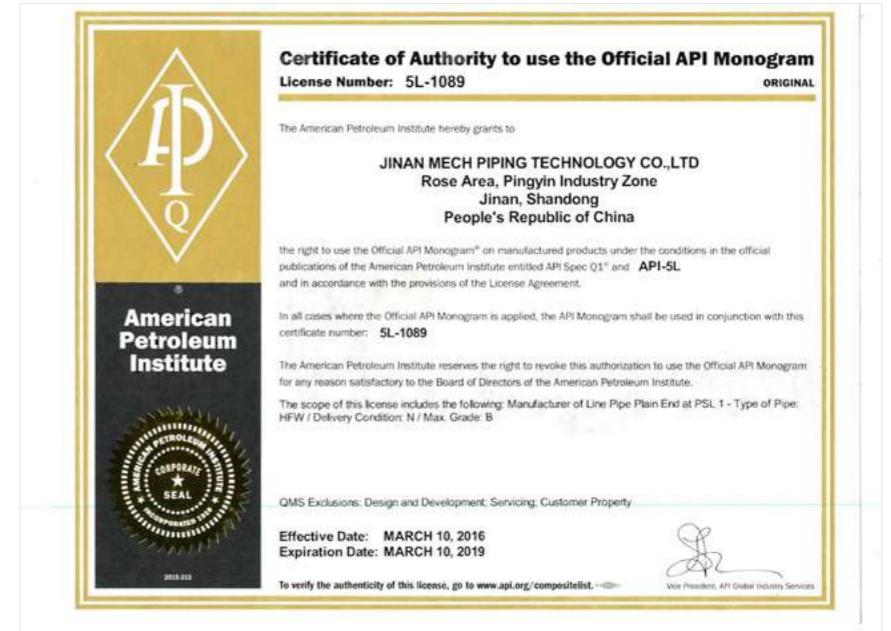 Certificate of Authority to use the Official API Monogram
License Number: 5L-1089
ORIGINAL
The American Petroleum Institute hereby grants to
JINAN MECH PIPING TECHNOLOGY CO.,LTD
Rose Area, Pingyin Industry Zone
Jinan, Shandong
People's Republic of China
the right to use the Official API Monogram® on manufactured products under the conditions in the official
publications of the American Petroleum Institute entitled API Spec Q1® and API-5L
and in accordance with the provisions of the License Agreement.
In all cases where the Official API Monogram is applied, the API Monogram shall be used in conjunction with this
certificate number: 5L-1089
The American Petroleum Institute reserves the right to revoke this authorization to use the Official API Monogram
for any reason satisfactory to the Board of Directors of the American Petroleum Institute.
The scope of this license includes the following: Manufacturer of Line Pipe Plain End at PSL 1 - Type of Pipe:
HFW / Delivery Condition: N / Max. Grade: B
QMS Exclusions: Design and Development; Servicing; Customer Property
Effective Date: MARCH 10, 2016
Expiration Date: MARCH 10, 2019
To verify the authenticity of this license, go to www.api.org/compositelist.
Vice President, API Global Industry Services
API
Q
®
American
Petroleum
Institute
AMERICAN PETROLEUM INSTITUTE
CORPORATE
SEAL
INCORPORATED